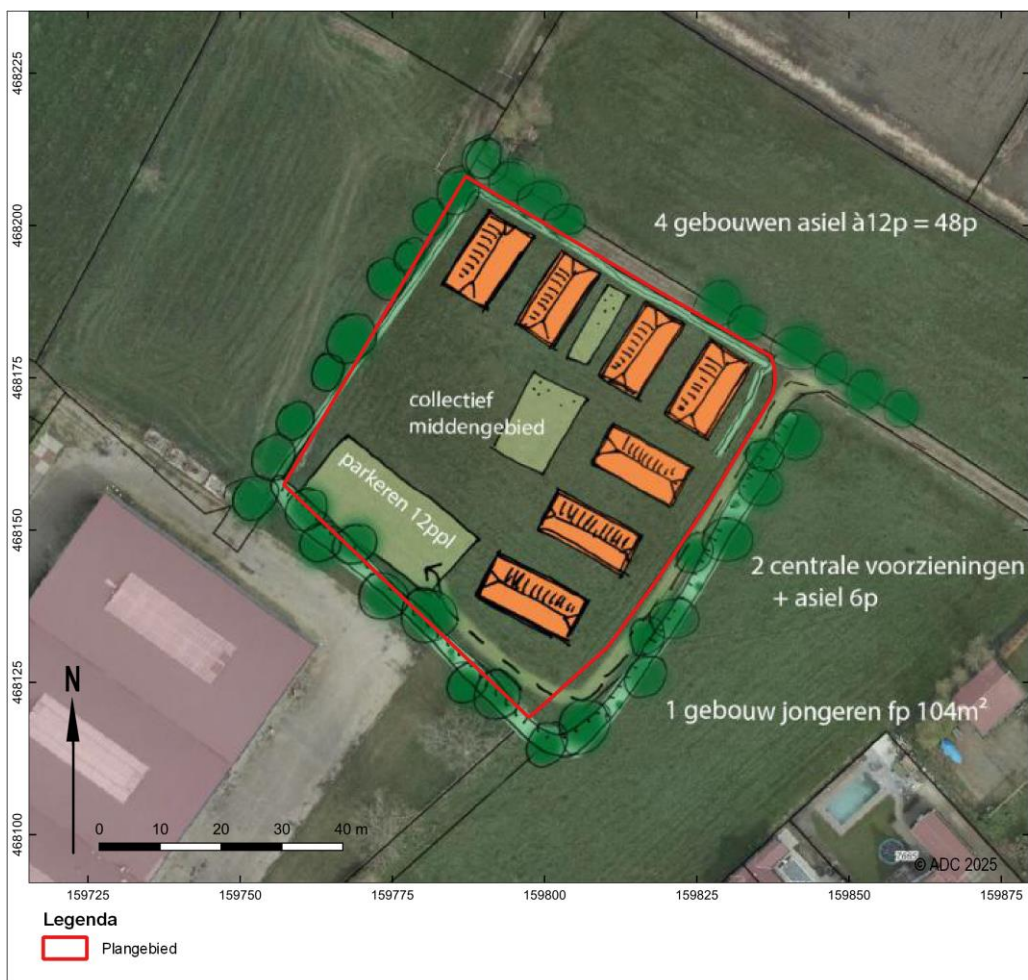 468225
468200
468175
468150
468125
468100
4 gebouwen asiel à12p = 48p
collectief
middengebied
parkeren 12ppl
2 centrale voorzieningen
+ asiel 6p
1 gebouw jongeren fp 104m²
N
0 10 20 30 40 m
© ADC 2025
159725 159750 159775 159800 159825 159850 159875
Legenda
Plangebied